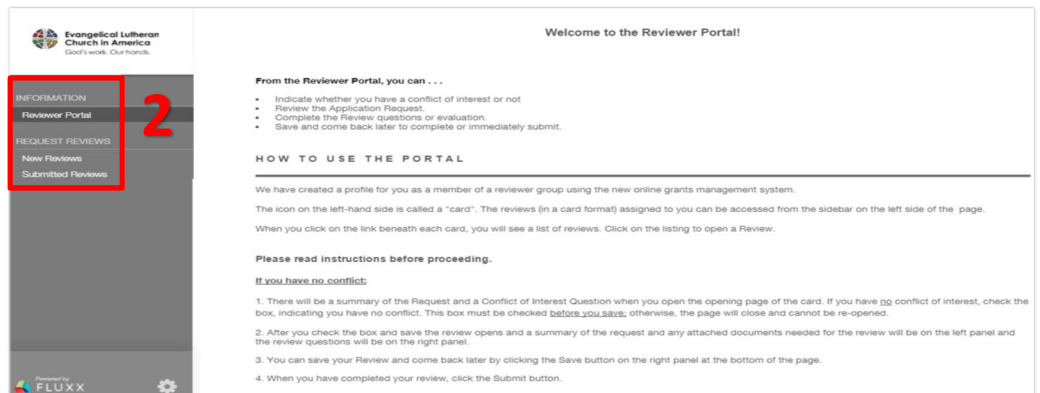 Evangelical Lutheran
Church in America
God's work. Our hands.
INFORMATION
Reviewer Portal
REQUEST REVIEWS
New Reviews
Submitted Reviews
2
Powered by
FLUXX
Welcome to the Reviewer Portal!
From the Reviewer Portal, you can . . .
• Indicate whether you have a conflict of interest or not
• Review the Application Request.
• Complete the Review questions or evaluation.
• Save and come back later to complete or immediately submit.
HOW TO USE THE PORTAL
We have created a profile for you as a member of a reviewer group using the new online grants management system.
The icon on the left-hand side is called a "card". The reviews (in a card format) assigned to you can be accessed from the sidebar on the left side of the page.
When you click on the link beneath each card, you will see a list of reviews. Click on the listing to open a Review.
Please read instructions before proceeding.
If you have no conflict:
1. There will be a summary of the Request and a Conflict of Interest Question when you open the opening page of the card. If you have no conflict of interest, check the
box, indicating you have no conflict. This box must be checked before you save; otherwise, the page will close and cannot be re-opened.
2. After you check the box and save the review opens and a summary of the request and any attached documents needed for the review will be on the left panel and
the review questions will be on the right panel.
3. You can save your Review and come back later by clicking the Save button on the right panel at the bottom of the page.
4. When you have completed your review, click the Submit button.